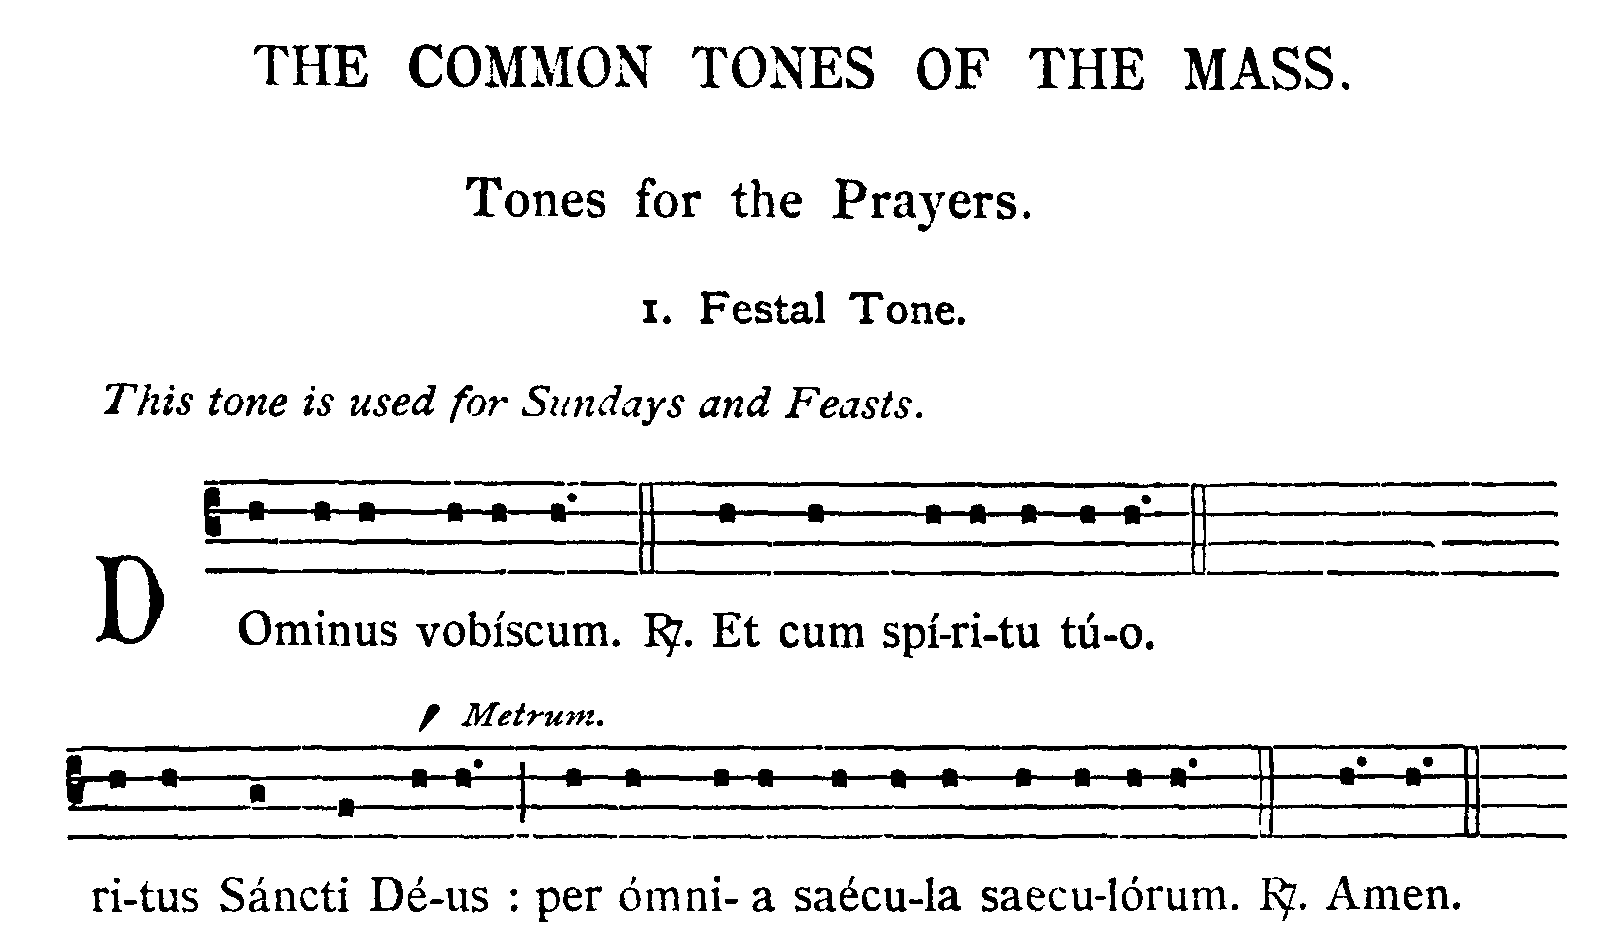 THE COMMON TONES OF THE MASS.
Tones for the Prayers.
1. Festal Tone.
This tone is used for Sundays and Feasts.
DOminus vobíscum. ℟. Et cum spí-ri-tu tú-o.
Metrum.
ri-tus Sáncti Dé-us : per ómni- a saécu-la saecu-lórum. ℟. Amen.